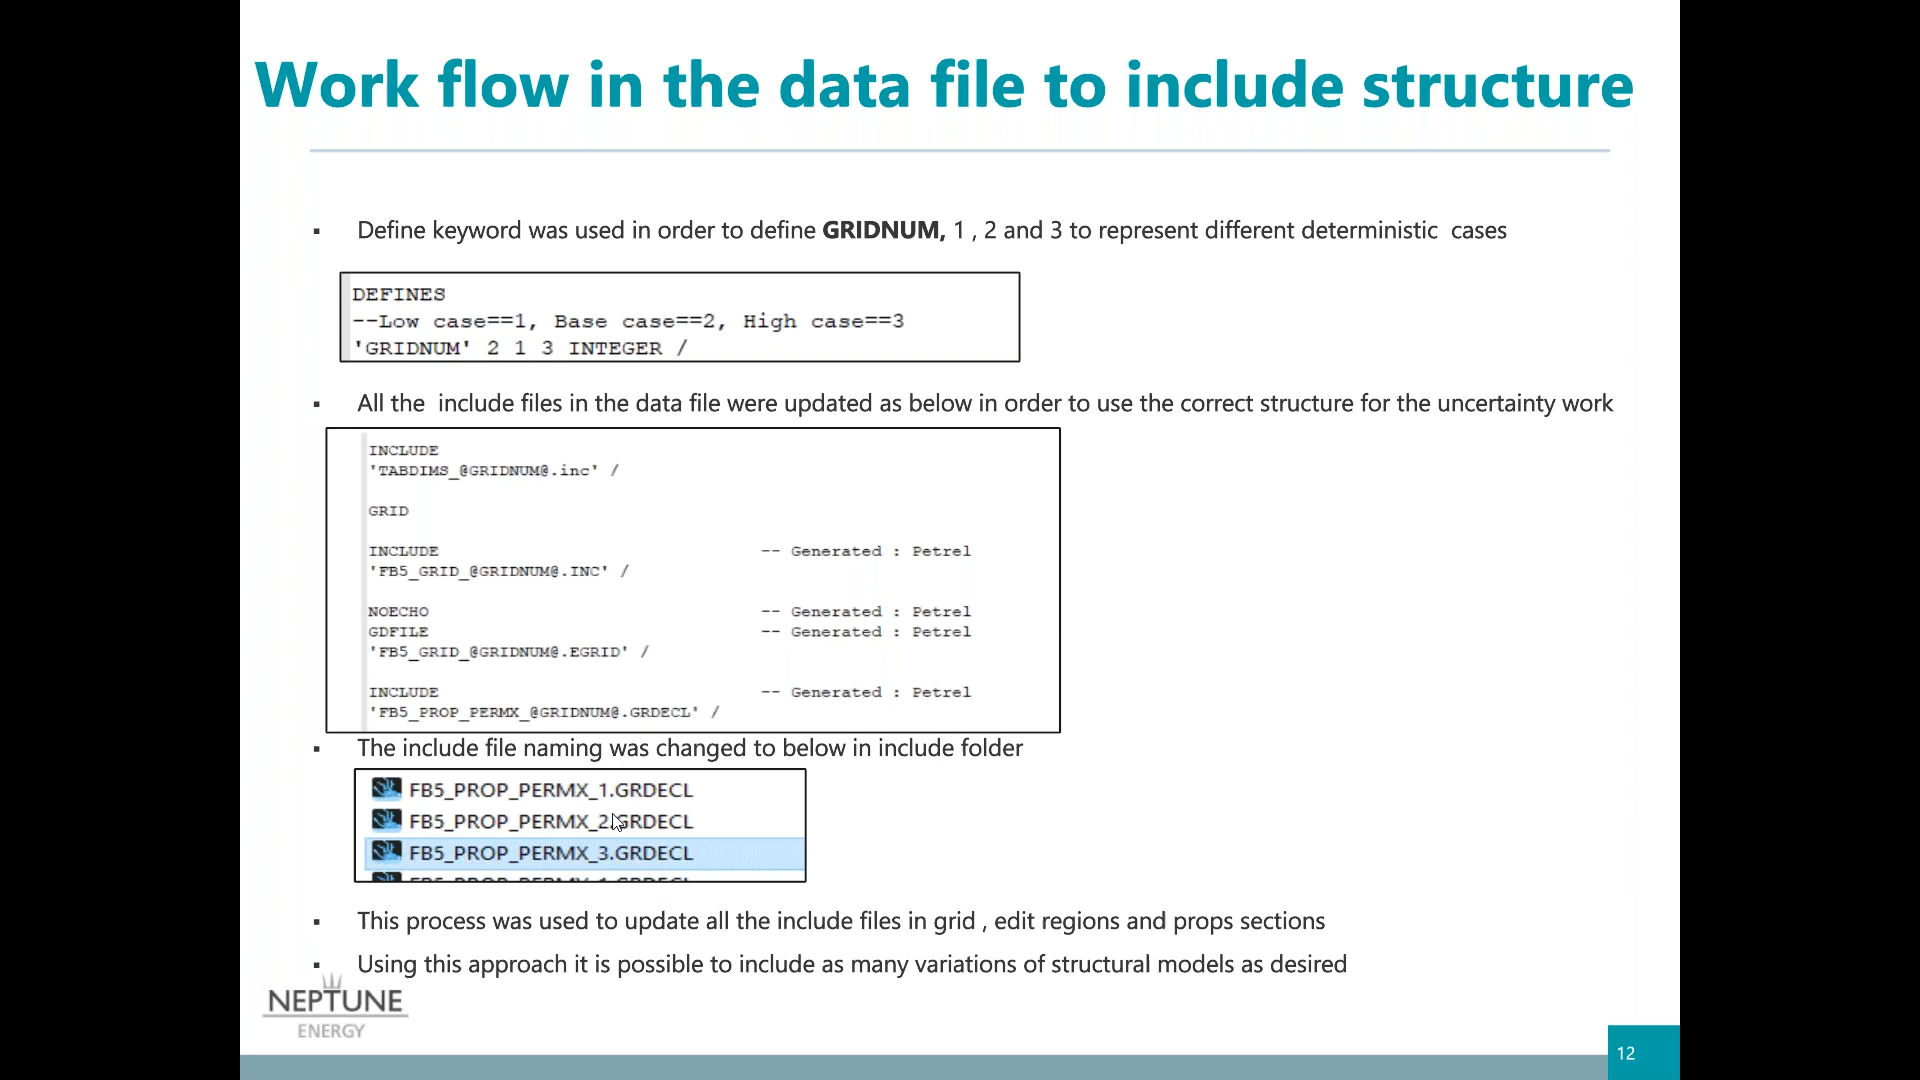 Work flow in the data file to include structure
▪ Define keyword was used in order to define GRIDNUM, 1 , 2 and 3 to represent different deterministic cases
DEFINES
--Low case==1, Base case==2, High case==3
'GRIDNUM' 2 1 3 INTEGER /
▪ All the include files in the data file were updated as below in order to use the correct structure for the uncertainty work
INCLUDE
'TABDIMS_@GRIDNUM@.inc' /
GRID
INCLUDE -- Generated : Petrel
'FB5_GRID_@GRIDNUM@.INC' /
NOECHO -- Generated : Petrel
GDFILE -- Generated : Petrel
'FB5_GRID_@GRIDNUM@.EGRID' /
INCLUDE -- Generated : Petrel
'FB5_PROP_PERMX_@GRIDNUM@.GRDECL' /
▪ The include file naming was changed to below in include folder
FB5_PROP_PERMX_1.GRDECL
FB5_PROP_PERMX_2.GRDECL
FB5_PROP_PERMX_3.GRDECL
▪ This process was used to update all the include files in grid , edit regions and props sections
▪ Using this approach it is possible to include as many variations of structural models as desired
NEPTUNE
ENERGY
12